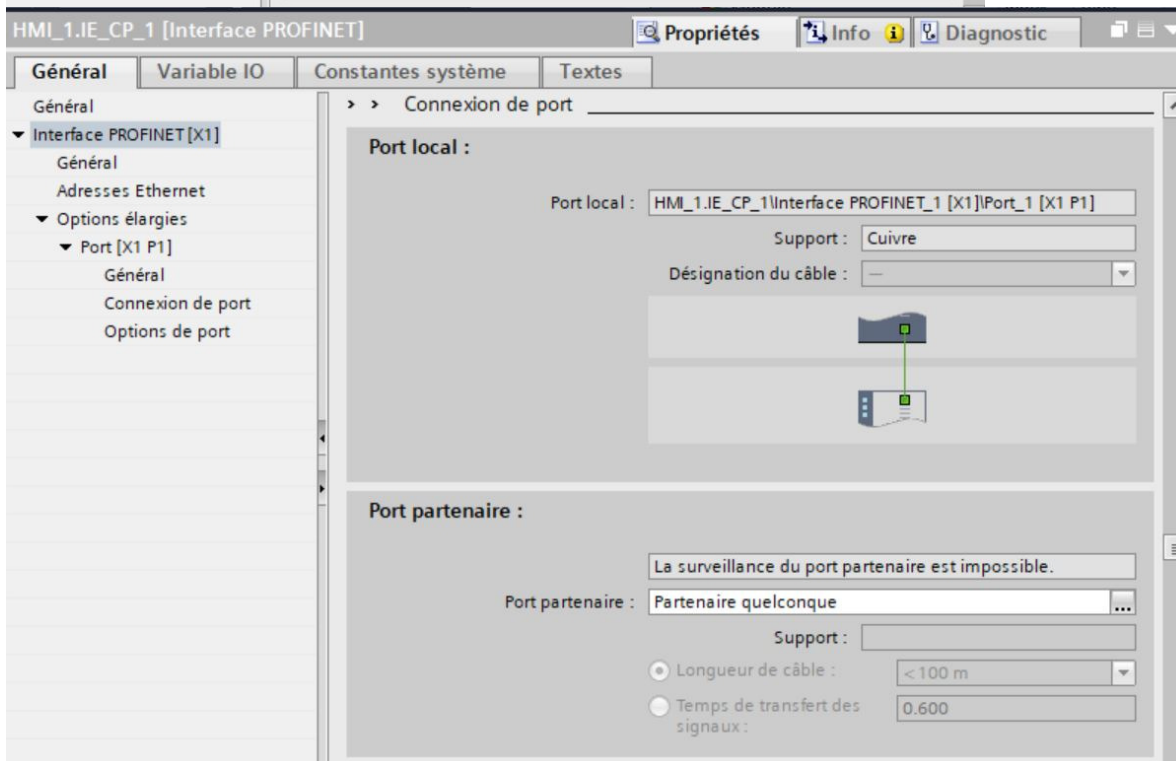 HMI_1.IE_CP_1 [Interface PROFINET]
Propriétés
Info
Diagnostic
Général
Variable IO
Constantes système
Textes
Général
Interface PROFINET [X1]
Général
Adresses Ethernet
Options élargies
Port [X1 P1]
Général
Connexion de port
Options de port
> > Connexion de port
Port local :
Port local : HMI_1.IE_CP_1\Interface PROFINET_1 [X1]\Port_1 [X1 P1]
Support : Cuivre
Désignation du câble : —
Port partenaire :
La surveillance du port partenaire est impossible.
Port partenaire : Partenaire quelconque ...
Support :
Longueur de câble : < 100 m
Temps de transfert des
signaux : 0.600